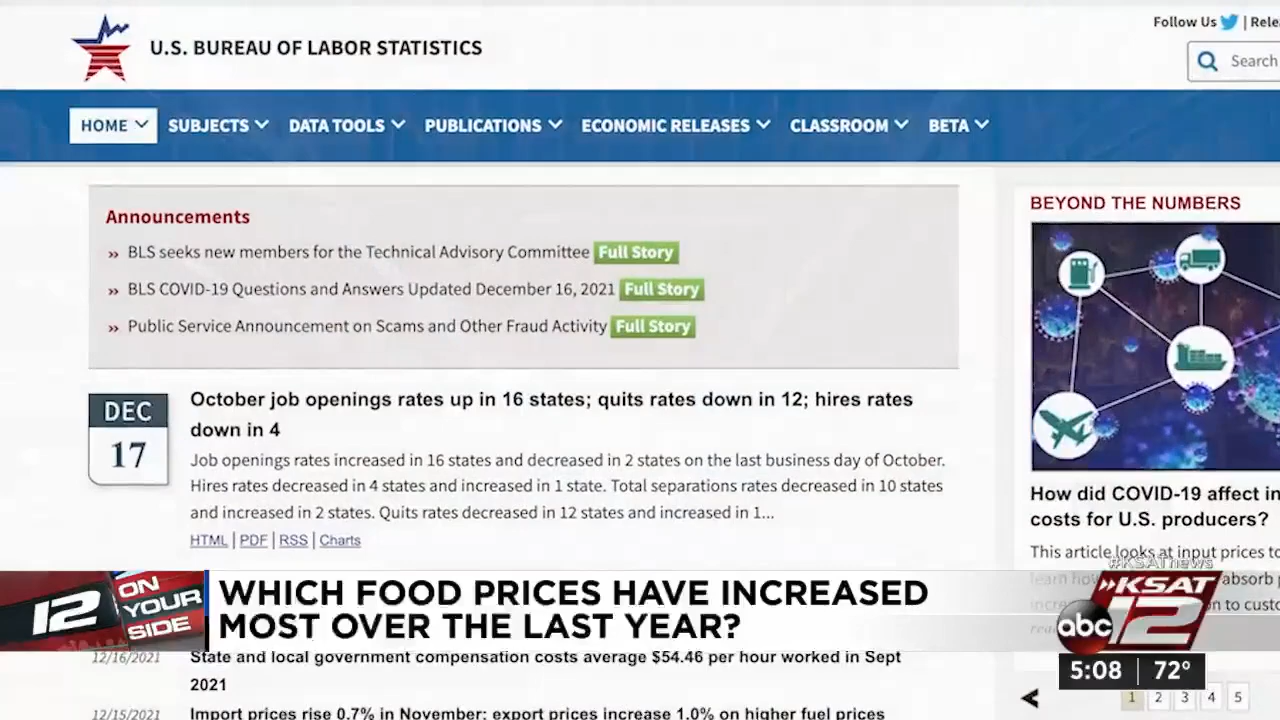 U.S. BUREAU OF LABOR STATISTICS
Follow Us | Rele
Search
HOME SUBJECTS DATA TOOLS PUBLICATIONS ECONOMIC RELEASES CLASSROOM BETA
Announcements
» BLS seeks new members for the Technical Advisory Committee Full Story
» BLS COVID-19 Questions and Answers Updated December 16, 2021 Full Story
» Public Service Announcement on Scams and Other Fraud Activity Full Story
DEC
17
October job openings rates up in 16 states; quits rates down in 12; hires rates
down in 4
Job openings rates increased in 16 states and decreased in 2 states on the last business day of October.
Hires rates decreased in 4 states and increased in 1 state. Total separations rates decreased in 10 states
and increased in 2 states. Quits rates decreased in 12 states and increased in 1...
HTML | PDF | RSS | Charts
BEYOND THE NUMBERS
How did COVID-19 affect in
costs for U.S. producers?
This article looks at input prices to
learn how absorb
to custo
#KSATnews
12 ON
YOUR
SIDE
WHICH FOOD PRICES HAVE INCREASED
MOST OVER THE LAST YEAR?
KSAT
abc 12
5:08 72°
12/16/2021 State and local government compensation costs average $54.46 per hour worked in Sept
2021
12/15/2021 Import prices rise 0.7% in November; export prices increase 1.0% on higher fuel prices
1 2 3 4 5